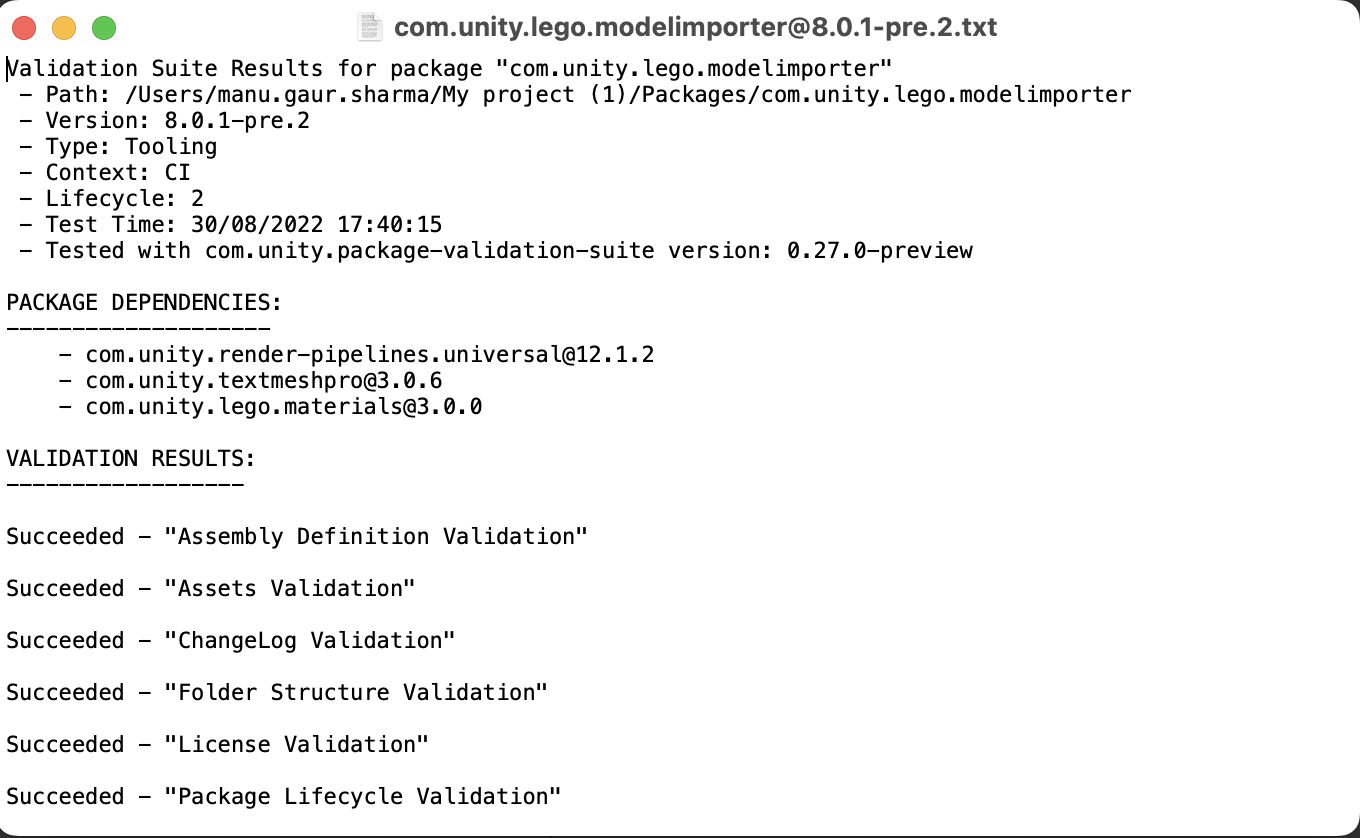 com.unity.lego.modelimporter@8.0.1-pre.2.txt
Validation Suite Results for package "com.unity.lego.modelimporter"
- Path: /Users/manu.gaur.sharma/My project (1)/Packages/com.unity.lego.modelimporter
- Version: 8.0.1-pre.2
- Type: Tooling
- Context: CI
- Lifecycle: 2
- Test Time: 30/08/2022 17:40:15
- Tested with com.unity.package-validation-suite version: 0.27.0-preview
PACKAGE DEPENDENCIES:
--------------------
- com.unity.render-pipelines.universal@12.1.2
- com.unity.textmeshpro@3.0.6
- com.unity.lego.materials@3.0.0
VALIDATION RESULTS:
------------------
Succeeded - "Assembly Definition Validation"
Succeeded - "Assets Validation"
Succeeded - "ChangeLog Validation"
Succeeded - "Folder Structure Validation"
Succeeded - "License Validation"
Succeeded - "Package Lifecycle Validation"